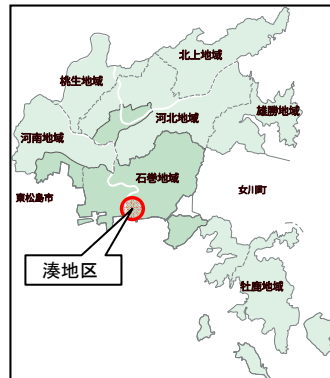 北上地域
桃生地域
雄勝地域
河北地域
河南地域
石巻地域
東松島市
女川町
湊地区
牡鹿地域